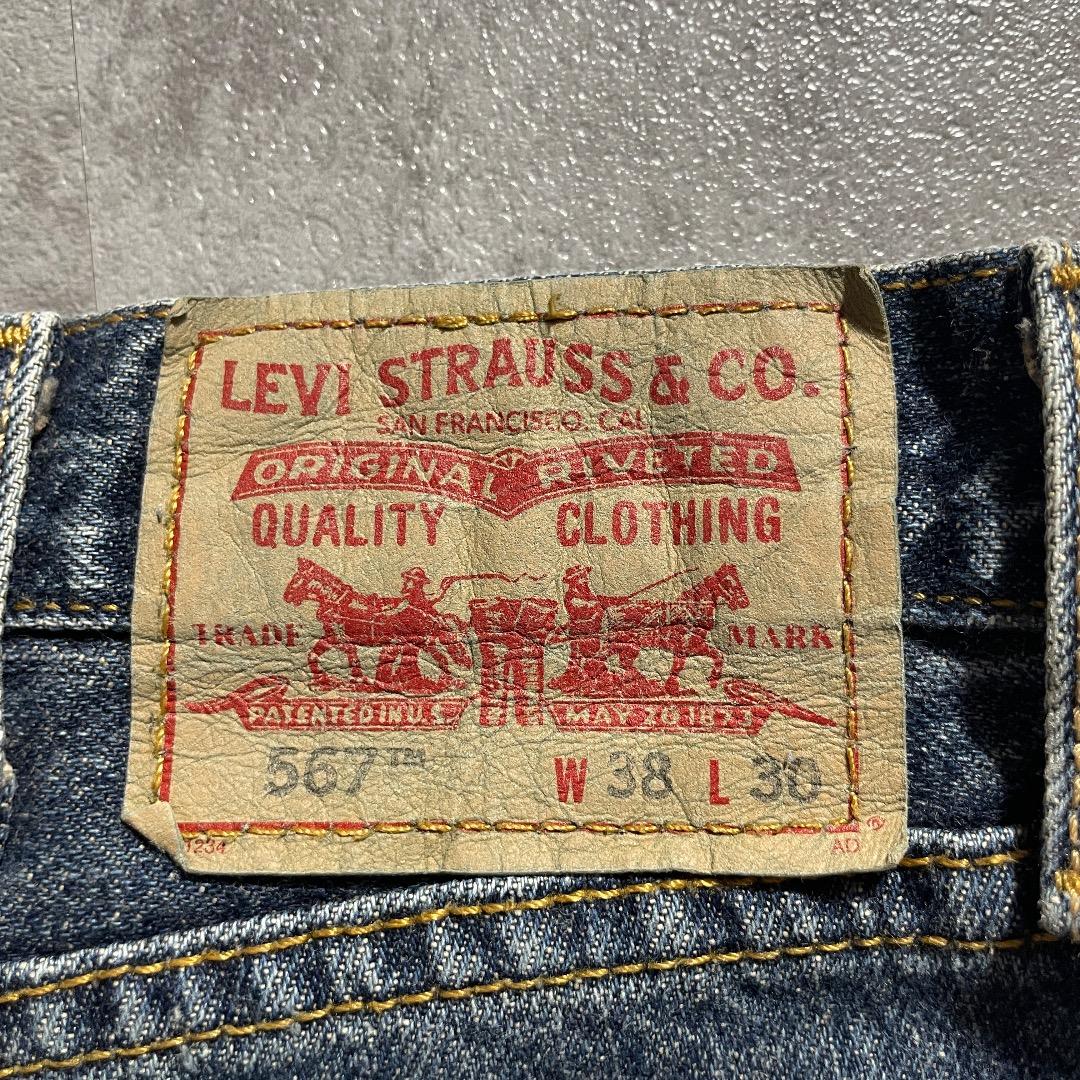 LEVI STRAUSS & CO.
SAN FRANCISCO, CAL
ORIGINAL RIVETED
QUALITY CLOTHING
TRADE MARK
PATENTED IN U.S. MAY 20 1873
567™ W 38 L 30
1234 AD ®